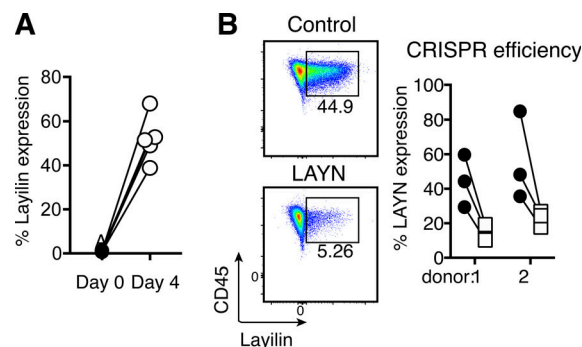 A
% Layilin expression
80
60
40
20
0
Day 0 Day 4
B
Control
44.9
LAYN
5.26
0
0
CD45
Layilin
CRISPR efficiency
% LAYN expression
100
80
60
40
20
0
donor:1 2